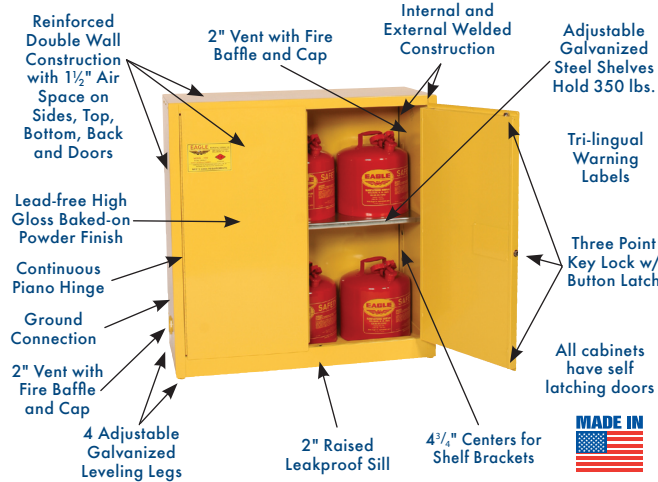 Reinforced
Double Wall
Construction
with 1½" Air
Space on
Sides, Top,
Bottom, Back
and Doors
2" Vent with Fire
Baffle and Cap
Internal and
External Welded
Construction
Adjustable
Galvanized
Steel Shelves
Hold 350 lbs.
Tri-lingual
Warning
Labels
Lead-free High
Gloss Baked-on
Powder Finish
Continuous
Piano Hinge
Ground
Connection
2" Vent with
Fire Baffle
and Cap
4 Adjustable
Galvanized
Leveling Legs
2" Raised
Leakproof Sill
4¾" Centers for
Shelf Brackets
Three Point
Key Lock w/
Button Latch
All cabinets
have self
latching doors
MADE IN
EAGLE
EAGLE
EAGLE